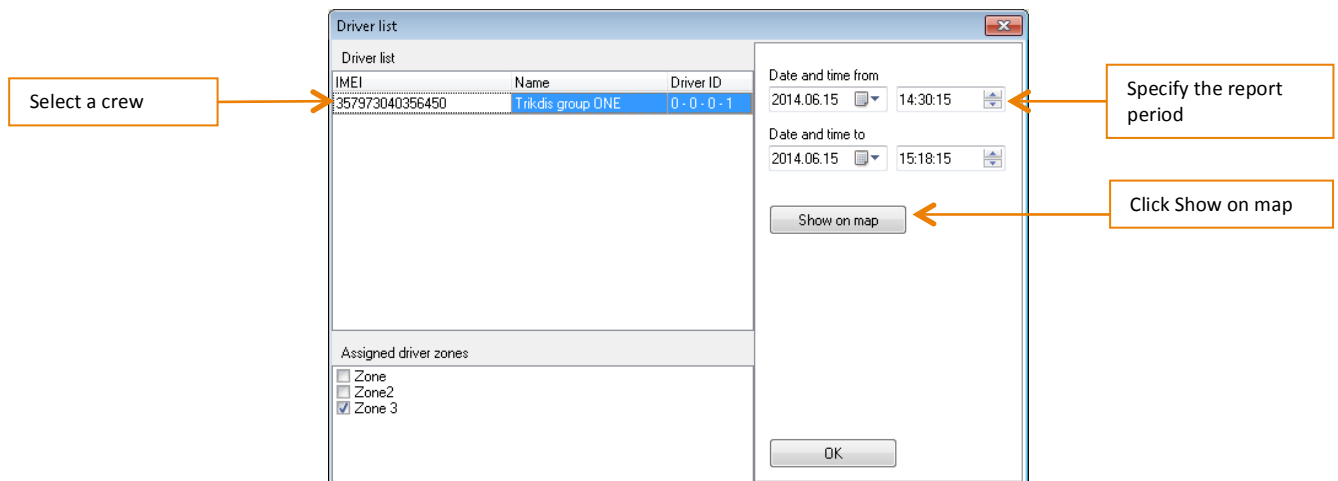 Driver list
Driver list
IMEI Name Driver ID
357973040356450 Trikdis group ONE 0 - 0 - 0 - 1
Select a crew
Date and time from
2014.06.15 14:30:15
Date and time to
2014.06.15 15:18:15
Specify the report
period
Show on map
Click Show on map
Assigned driver zones
Zone
Zone2
Zone 3
OK